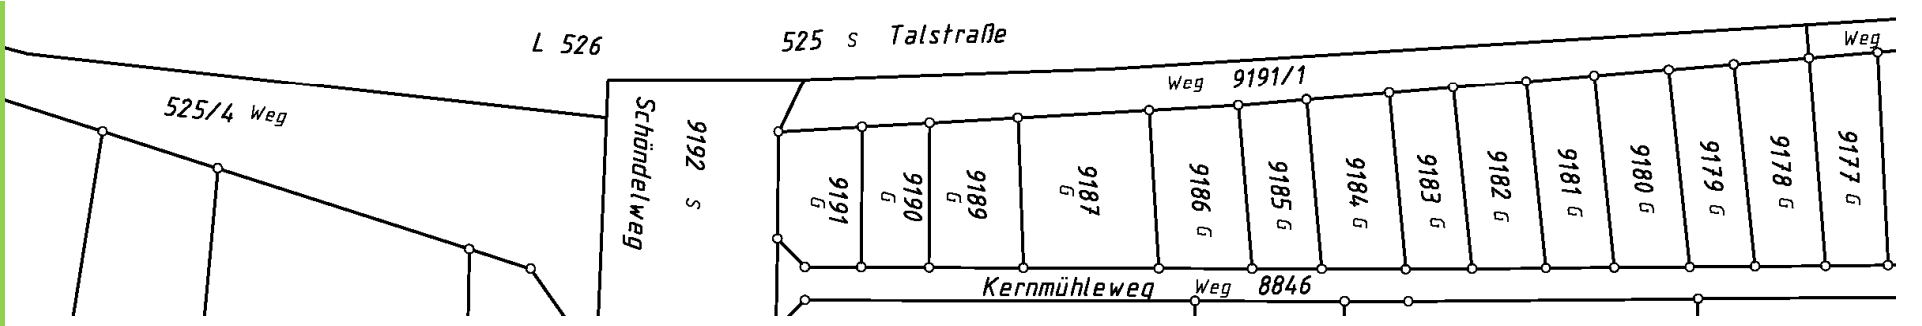 L 526
525 S Talstraße
Weg
Weg 9191/1
525/4 Weg
Schöndelweg
9192 S
9191 G
9190 G
9189 G
9187 G
9186 G
9185 G
9184 G
9183 G
9182 G
9181 G
9180 G
9179 G
9178 G
9177 G
Kernmühleweg Weg 8846